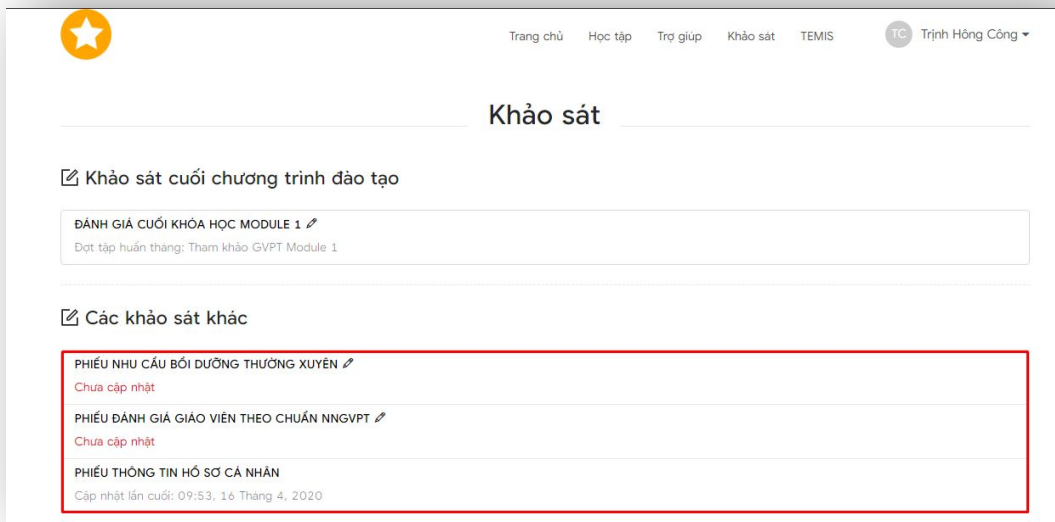 Trang chủ Học tập Trợ giúp Khảo sát TEMIS TC Trịnh Hồng Công
Khảo sát
Khảo sát cuối chương trình đào tạo
ĐÁNH GIÁ CUỐI KHÓA HỌC MODULE 1
Đợt tập huấn tháng: Tham khảo GVPT Module 1
Các khảo sát khác
PHIẾU NHU CẦU BỒI DƯỠNG THƯỜNG XUYÊN
Chưa cập nhật
PHIẾU ĐÁNH GIÁ GIÁO VIÊN THEO CHUẨN NNGVPT
Chưa cập nhật
PHIẾU THÔNG TIN HỒ SƠ CÁ NHÂN
Cập nhật lần cuối: 09:53, 16 Tháng 4, 2020